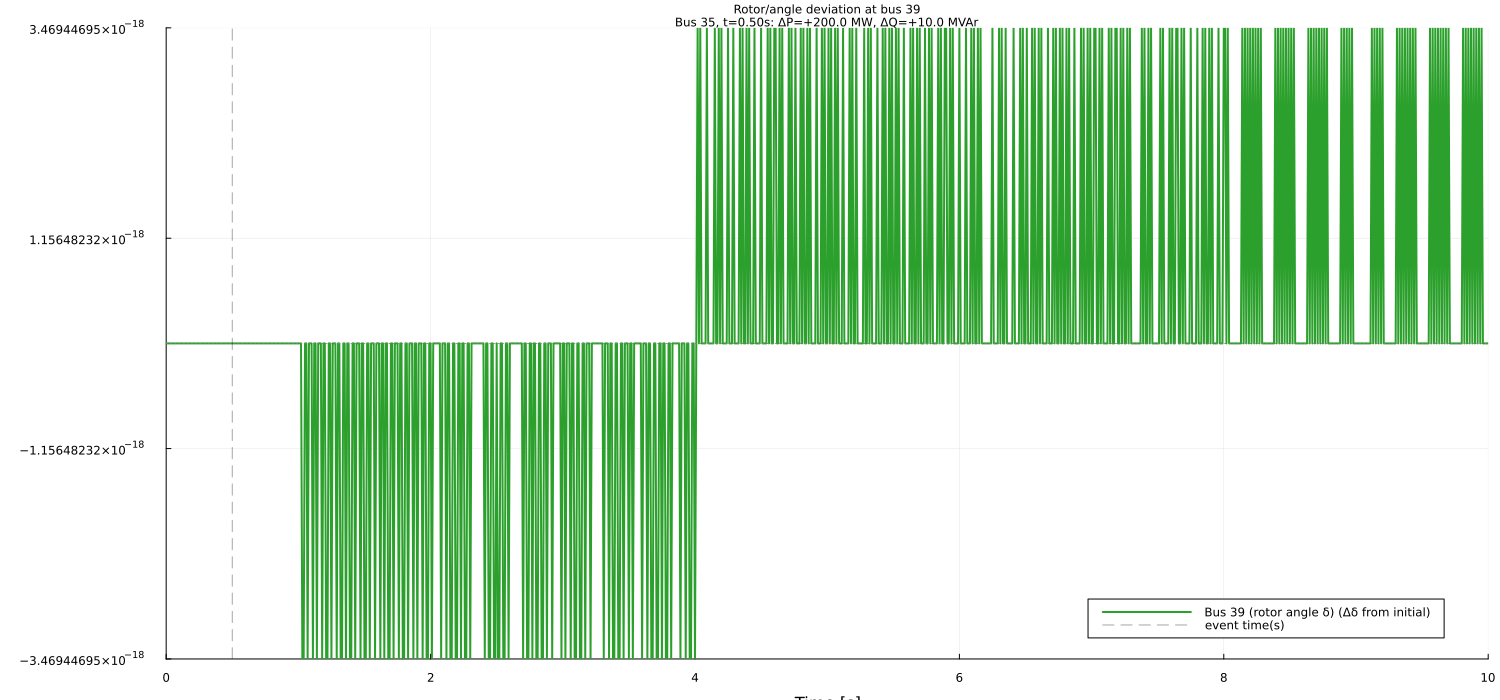 Rotor/angle deviation at bus 39
Bus 35, t=0.50s: ΔP=+200.0 MW, ΔQ=+10.0 MVAr
3.46944695×10⁻¹⁸
1.15648232×10⁻¹⁸
−1.15648232×10⁻¹⁸
−3.46944695×10⁻¹⁸
Bus 39 (rotor angle δ) (Δδ from initial)
event time(s)
0 2 4 6 8 10
Time [s]